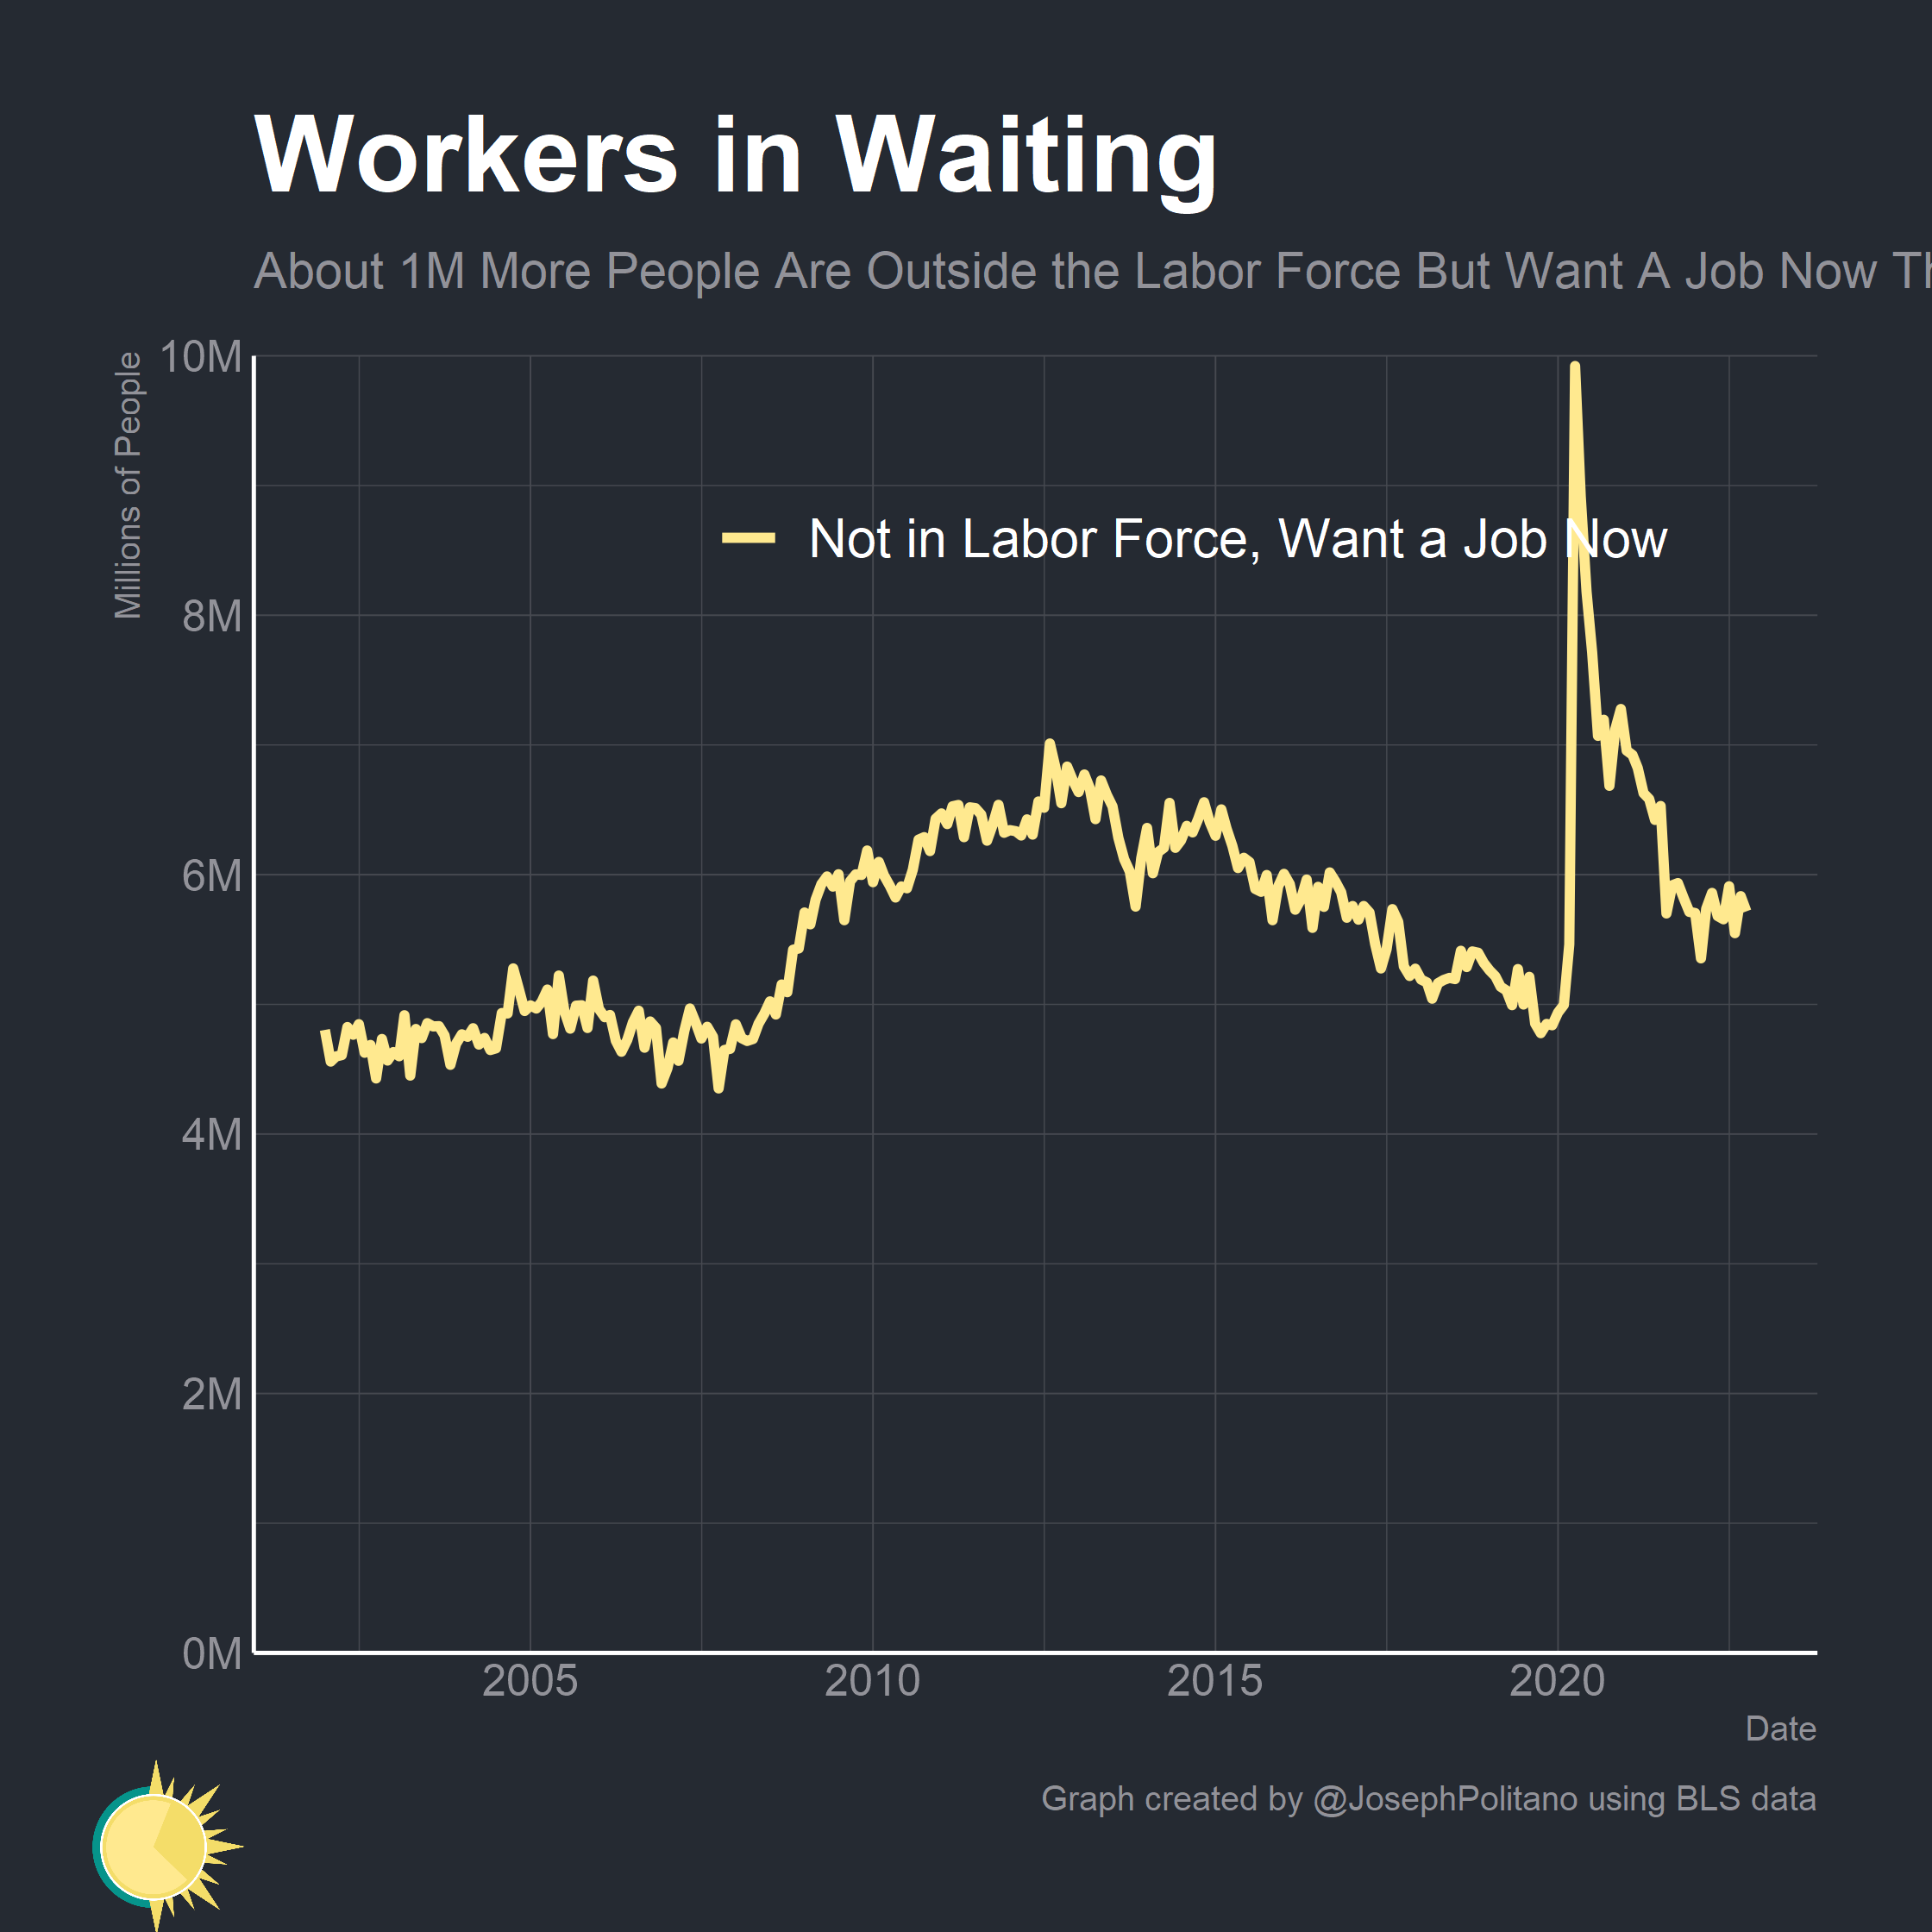 Workers in Waiting
About 1M More People Are Outside the Labor Force But Want A Job Now
Millions of People
10M
8M
6M
4M
2M
0M
Not in Labor Force, Want a Job Now
2005 2010 2015 2020
Date
Graph created by @JosephPolitano using BLS data